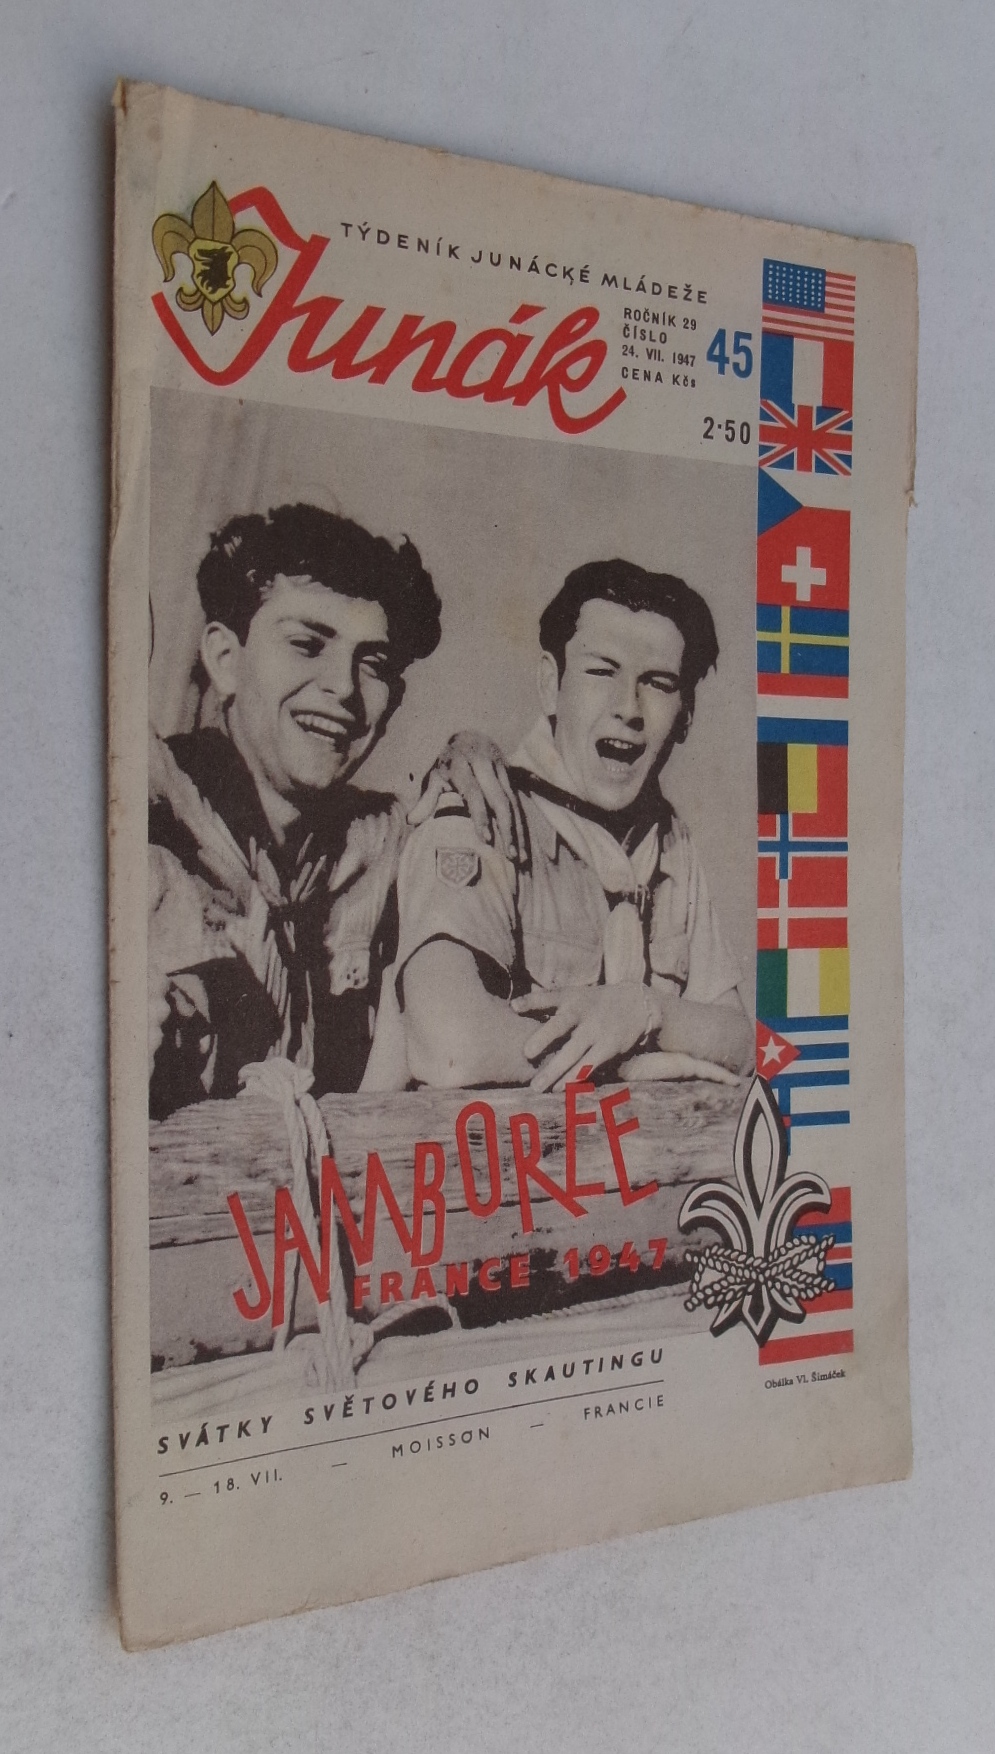 TÝDENÍK JUNÁCKÉ MLÁDEŽE
Junák
ROČNÍK 29
ČÍSLO
45
24. VII. 1947
CENA Kčs
2·50
JAMBORÉE
FRANCE 1947
SVÁTKY SVĚTOVÉHO SKAUTINGU
9. — 18. VII. — MOISSON — FRANCIE
Obálka Vl. Šimáček